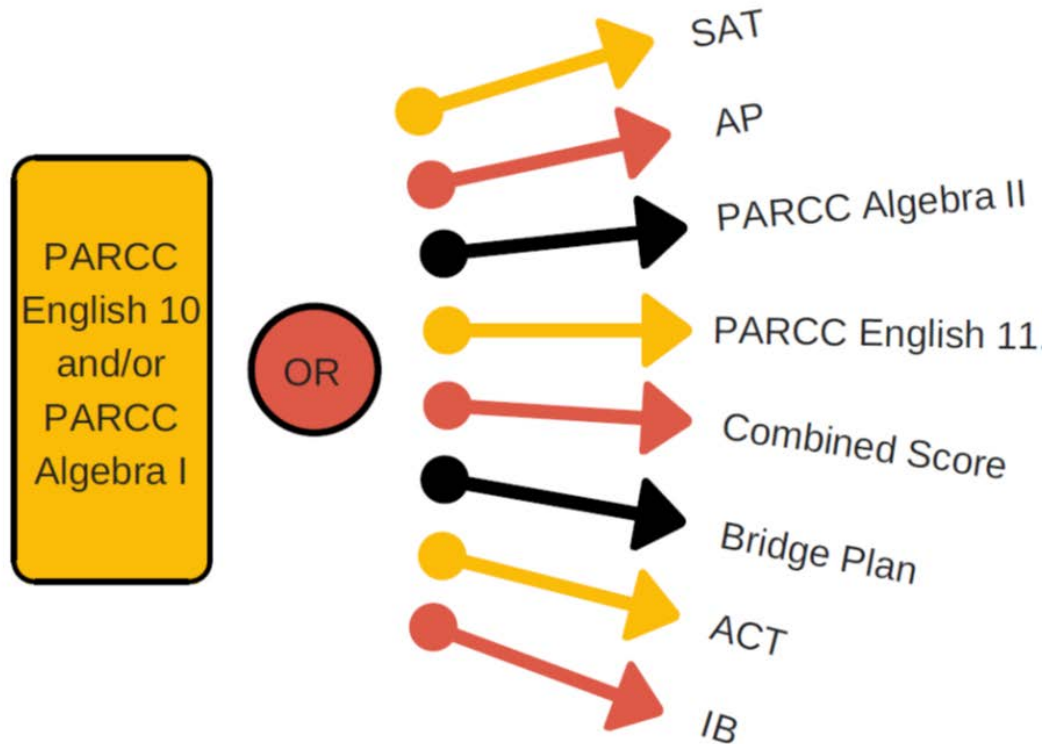 PARCC
English 10
and/or
PARCC
Algebra I
OR
SAT
AP
PARCC Algebra II
PARCC English 11.
Combined Score
Bridge Plan
ACT
IB